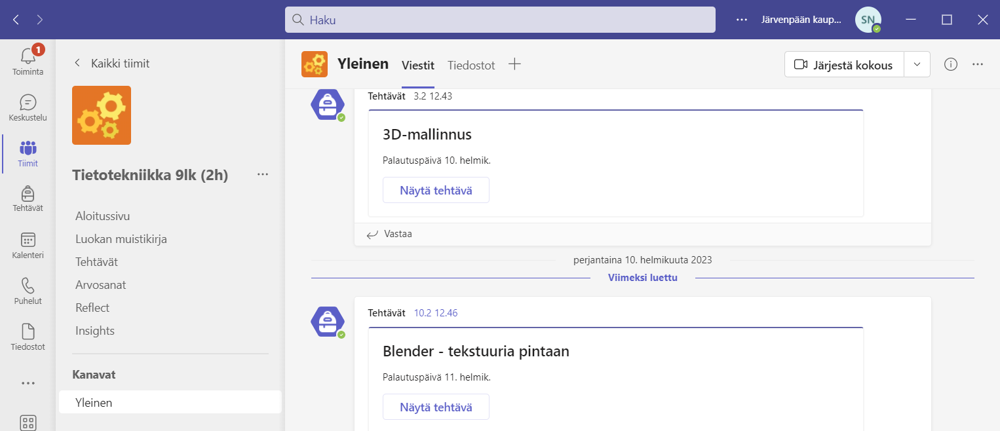 Haku
Järvenpään kaup...
SN
1
Toiminta
Keskustelu
Tiimit
Tehtävät
Kalenteri
Puhelut
Tiedostot
Kaikki tiimit
Tietotekniikka 9lk (2h)
Aloitussivu
Luokan muistikirja
Tehtävät
Arvosanat
Reflect
Insights
Kanavat
Yleinen
Yleinen Viestit Tiedostot
Järjestä kokous
Tehtävät 3.2 12.43
3D-mallinnus
Palautuspäivä 10. helmik.
Näytä tehtävä
Vastaa
perjantaina 10. helmikuuta 2023
Viimeksi luettu
Tehtävät 10.2 12.46
Blender - tekstuuria pintaan
Palautuspäivä 11. helmik.
Näytä tehtävä